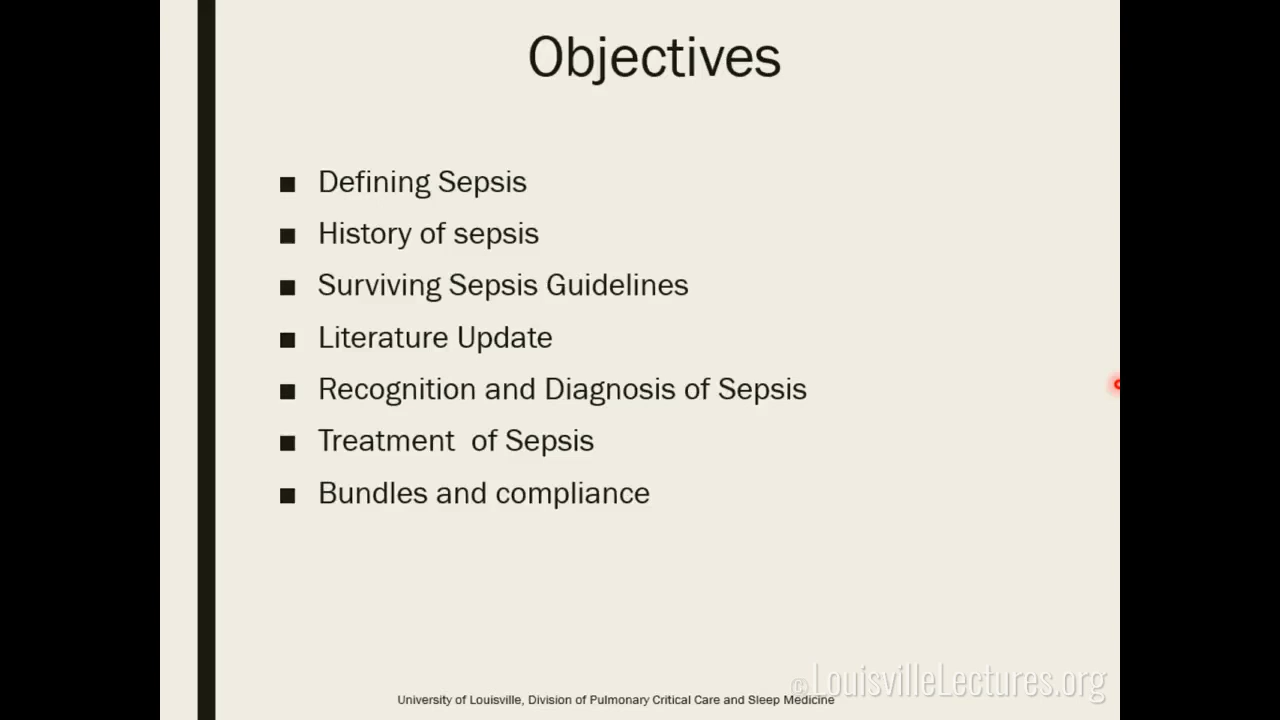 Objectives
■ Defining Sepsis
■ History of sepsis
■ Surviving Sepsis Guidelines
■ Literature Update
■ Recognition and Diagnosis of Sepsis
■ Treatment  of Sepsis
■ Bundles and compliance
©LouisvilleLectures.org
University of Louisville, Division of Pulmonary Critical Care and Sleep Medicine